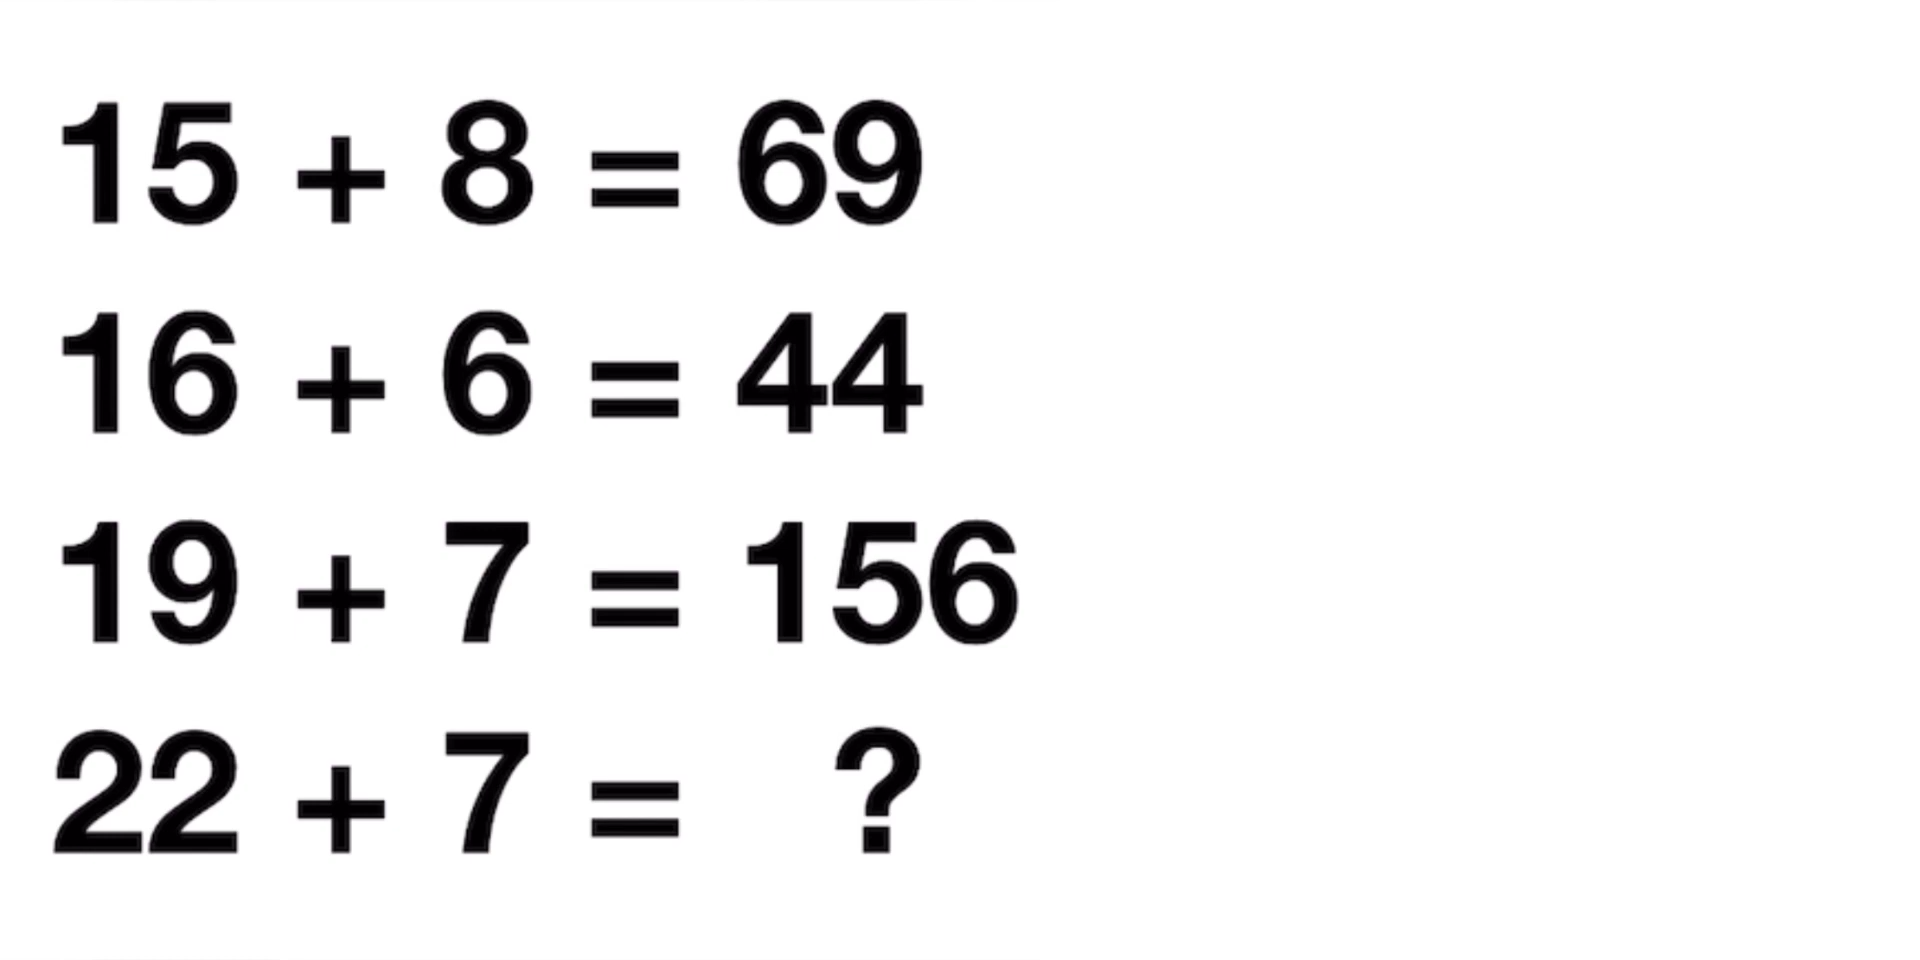 15 + 8 = 69
16 + 6 = 44
19 + 7 = 156
22 + 7 = ?